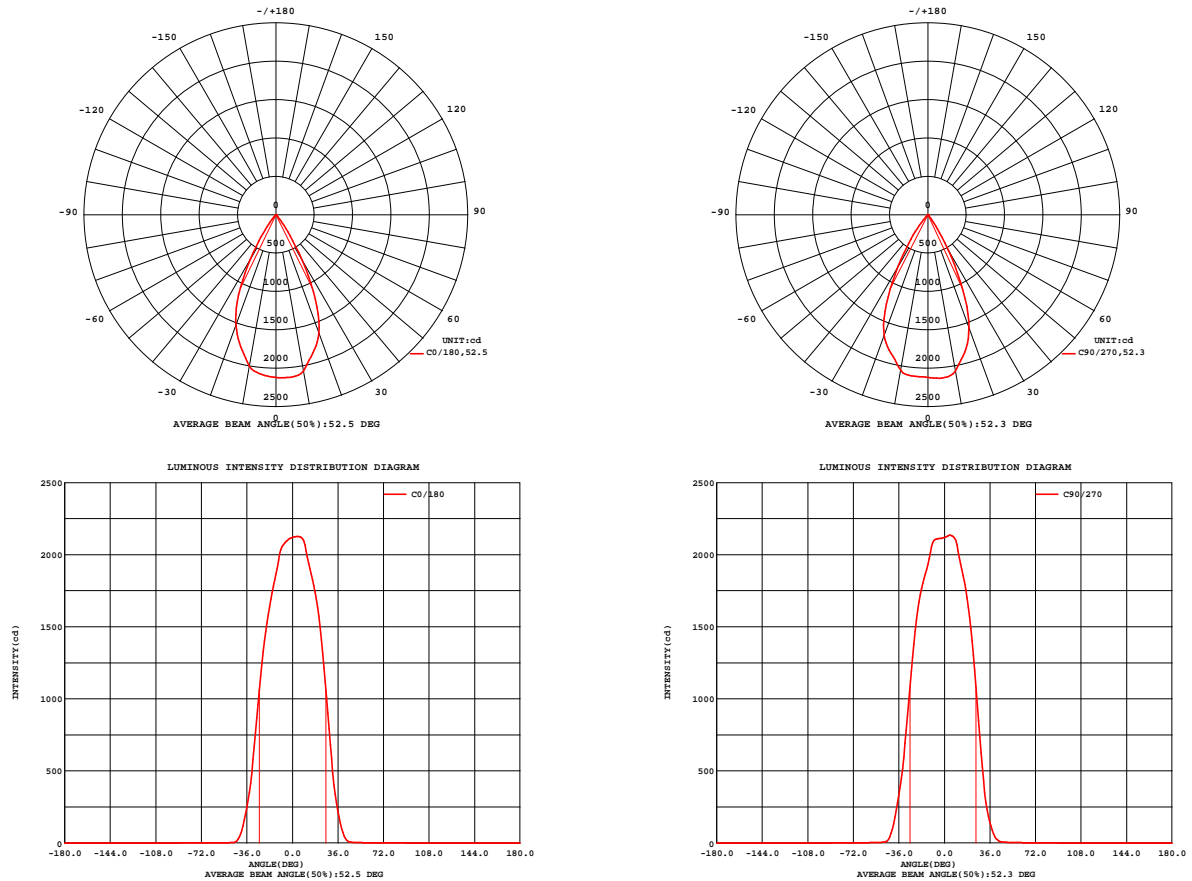 -/+180
-150 150
-120 120
-90 90
-60 60
-30 30
0
0
500
1000
1500
2000
2500
UNIT:cd
C0/180,52.5
AVERAGE BEAM ANGLE(50%):52.5 DEG
-/+180
-150 150
-120 120
-90 90
-60 60
-30 30
0
0
500
1000
1500
2000
2500
UNIT:cd
C90/270,52.3
AVERAGE BEAM ANGLE(50%):52.3 DEG
LUMINOUS INTENSITY DISTRIBUTION DIAGRAM
C0/180
INTENSITY(cd)
2500
2000
1500
1000
500
0
-180.0 -144.0 -108.0 -72.0 -36.0 0.0 36.0 72.0 108.0 144.0 180.0
ANGLE(DEG)
AVERAGE BEAM ANGLE(50%):52.5 DEG
LUMINOUS INTENSITY DISTRIBUTION DIAGRAM
C90/270
INTENSITY(cd)
2500
2000
1500
1000
500
0
-180.0 -144.0 -108.0 -72.0 -36.0 0.0 36.0 72.0 108.0 144.0 180.0
ANGLE(DEG)
AVERAGE BEAM ANGLE(50%):52.3 DEG